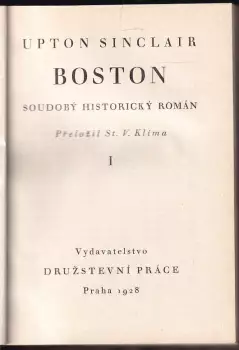 UPTON SINCLAIR
BOSTON
SOUDOBÝ HISTORICKÝ ROMÁN
Přeložil St. V. Klíma
I
Vydavatelstvo
DRUŽSTEVNÍ PRÁCE
Praha 1928